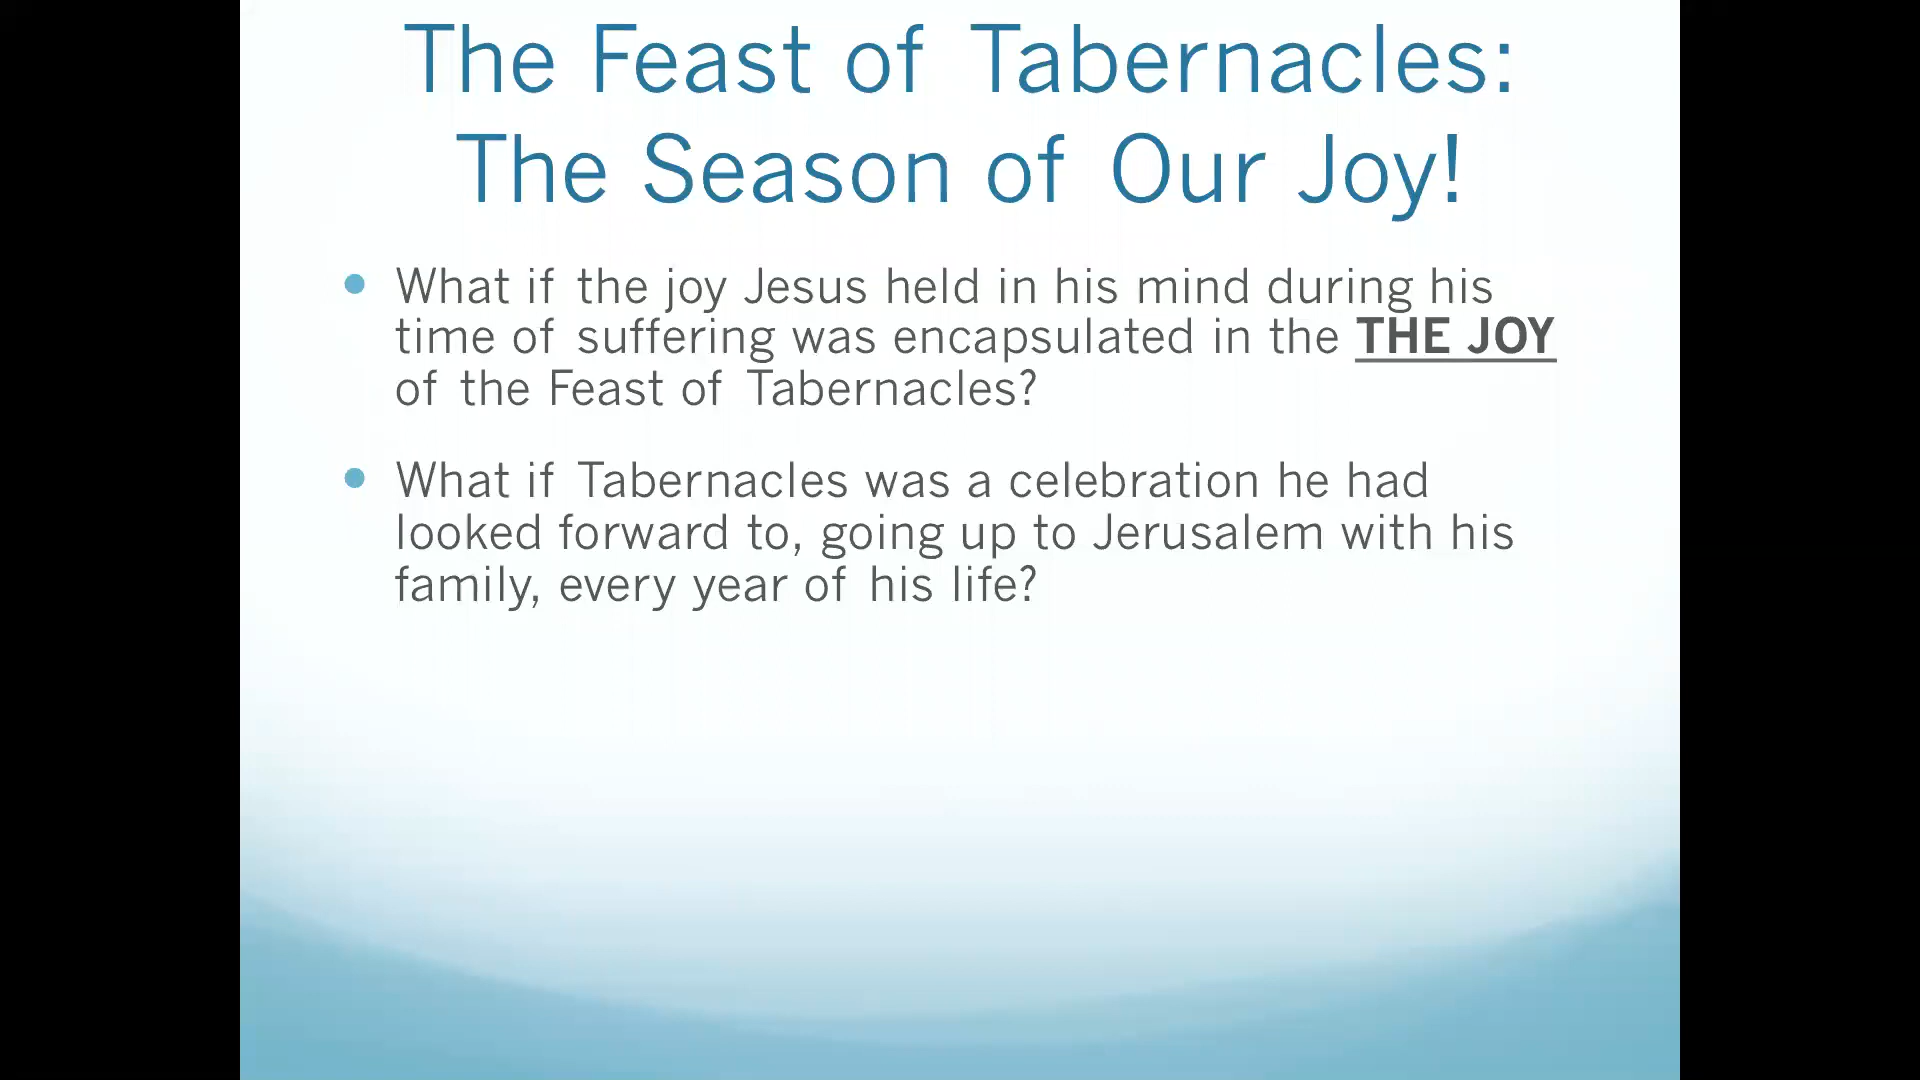 The Feast of Tabernacles:
The Season of Our Joy!
• What if the joy Jesus held in his mind during his
time of suffering was encapsulated in the THE JOY
of the Feast of Tabernacles?
• What if Tabernacles was a celebration he had
looked forward to, going up to Jerusalem with his
family, every year of his life?